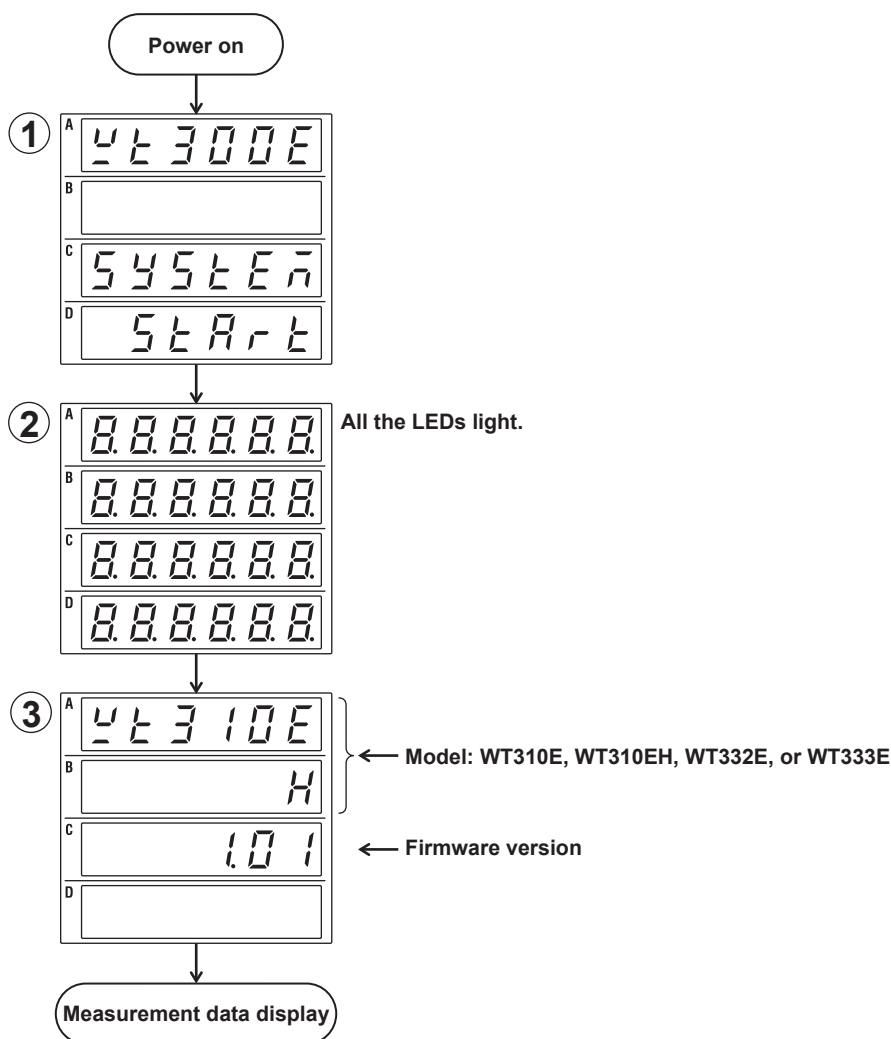 Power on
1
A
wt300E
B
C
SYStEm
D
StArt
2
All the LEDs light.
A
8.8.8.8.8.8.
B
8.8.8.8.8.8.
C
8.8.8.8.8.8.
D
8.8.8.8.8.8.
3
A
wt310E
Model: WT310E, WT310EH, WT332E, or WT333E
B
H
C
1.01
Firmware version
D
Measurement data display